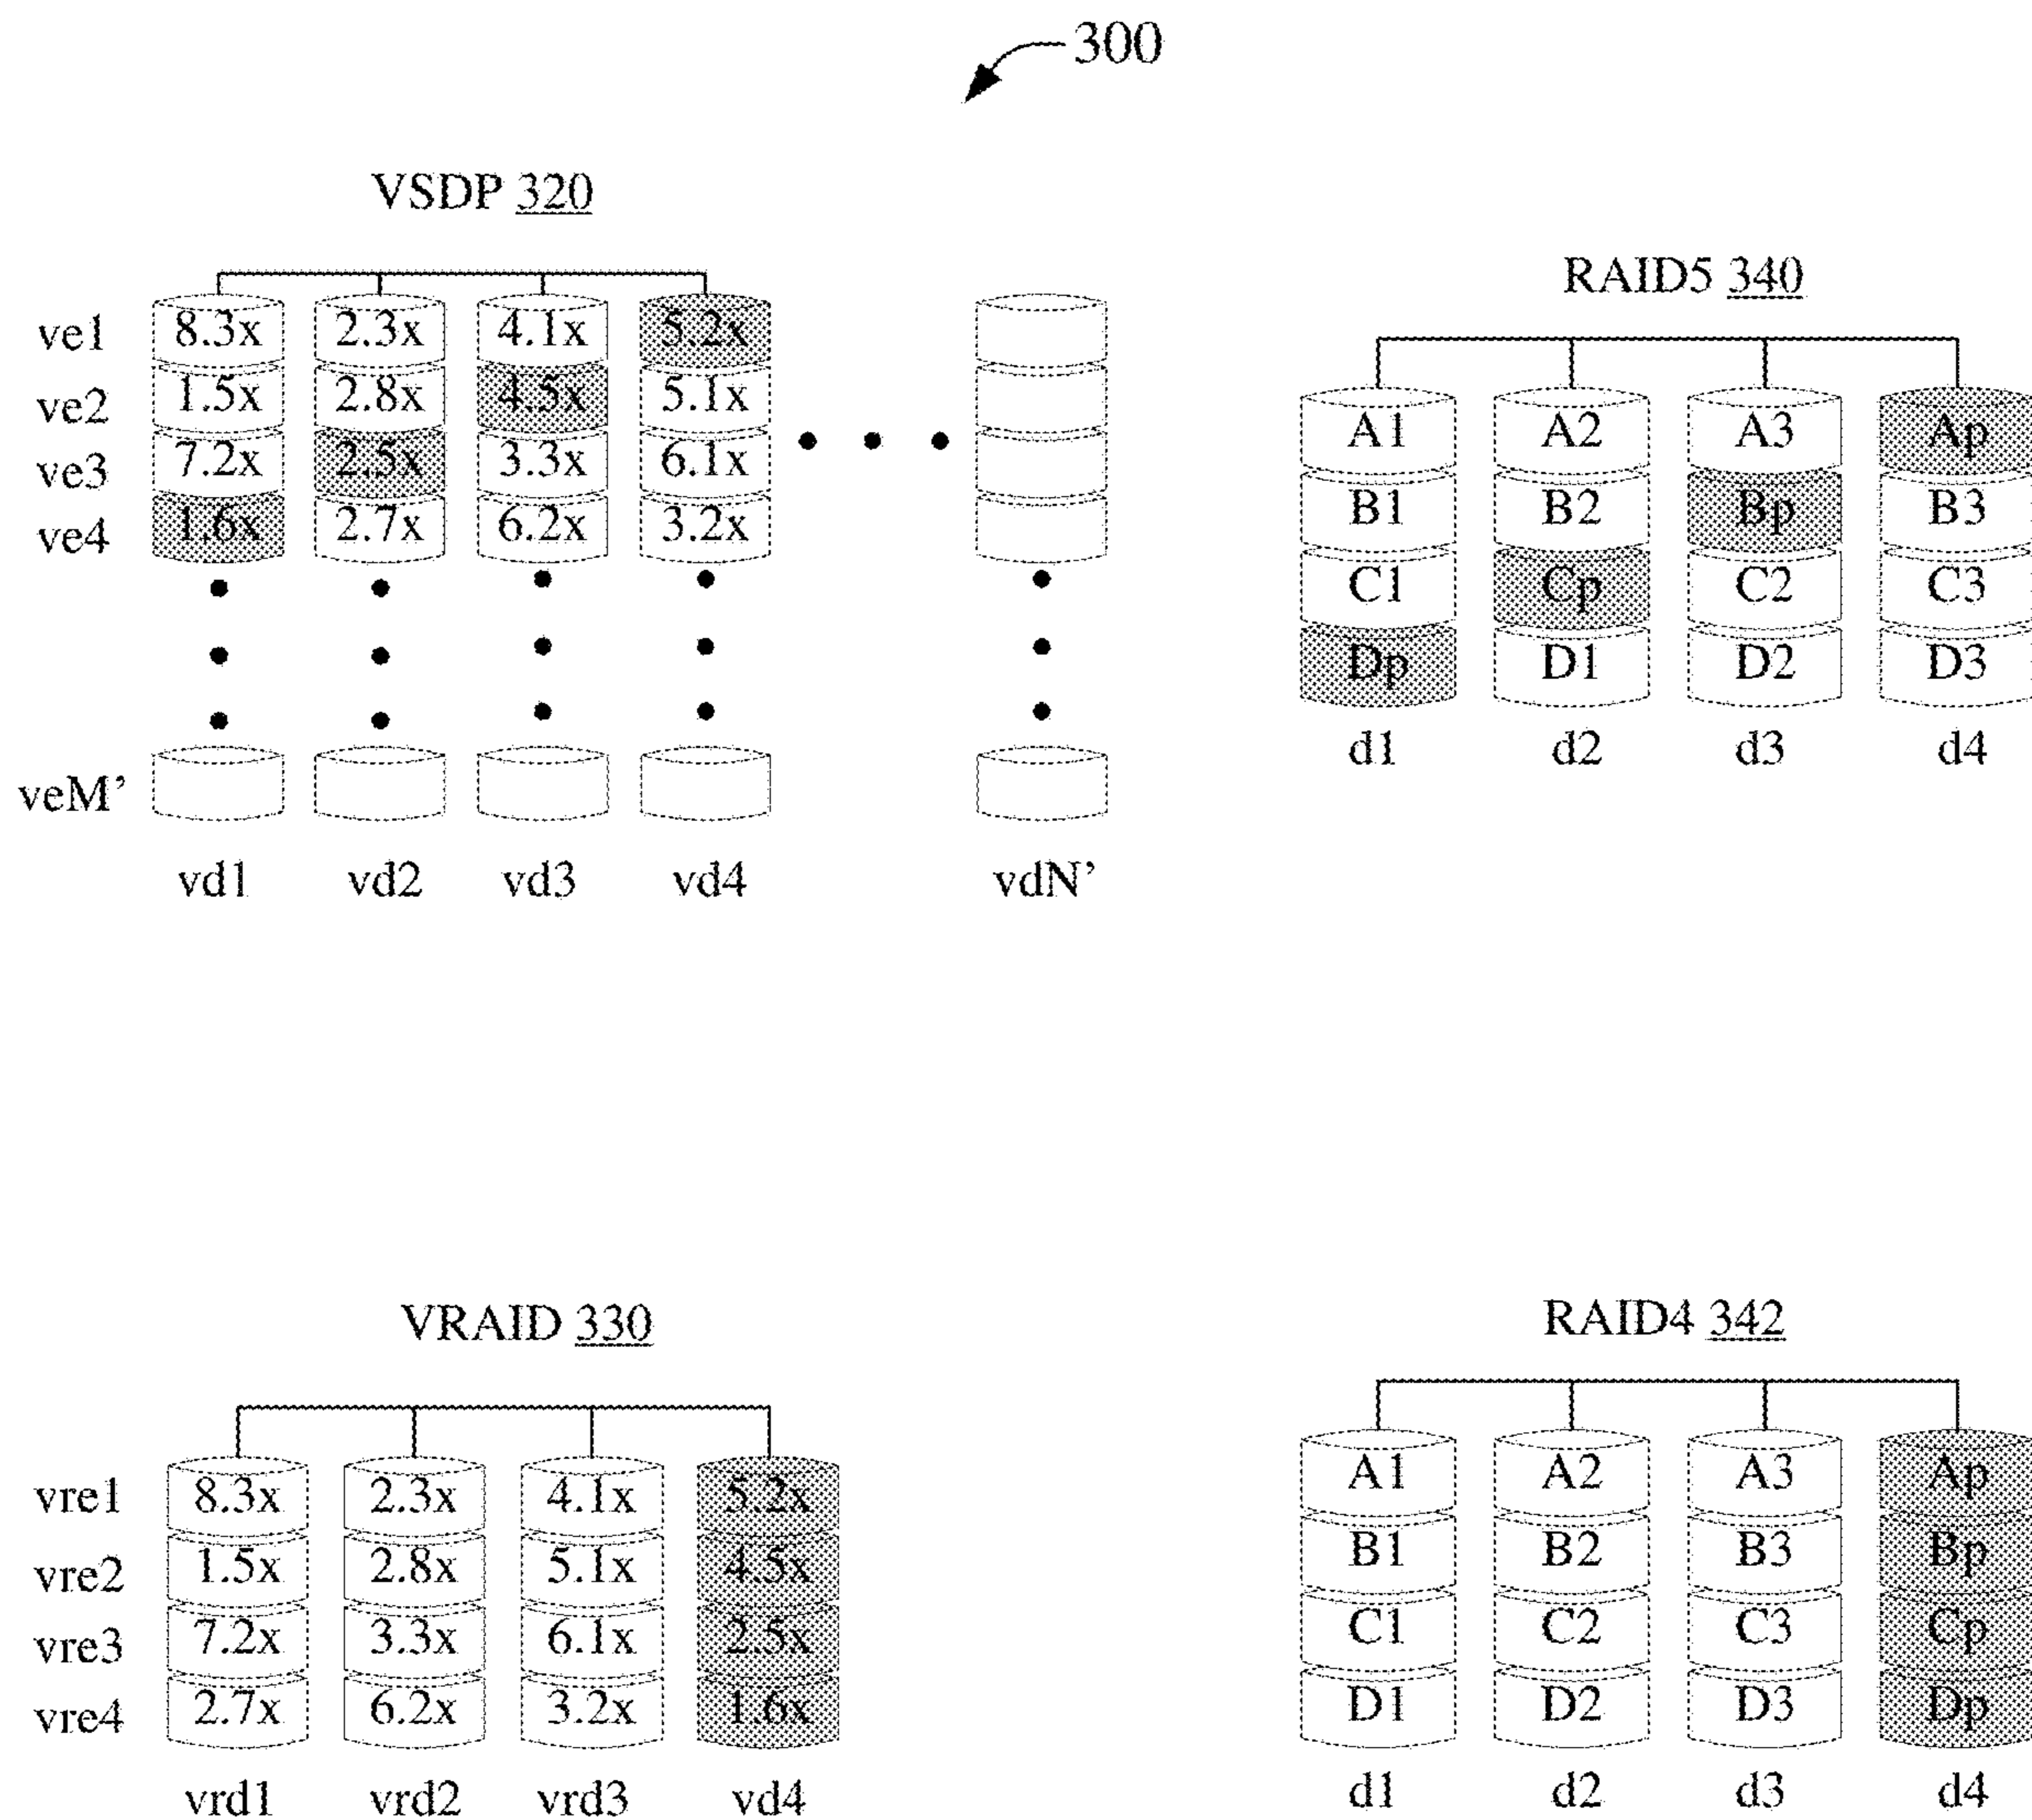 300
VSDP 320
ve1 8.3x 2.3x 4.1x 5.2x
ve2 1.5x 2.8x 4.5x 5.1x
ve3 7.2x 2.5x 3.3x 6.1x
ve4 1.6x 2.7x 6.2x 3.2x
veM’
vd1 vd2 vd3 vd4 vdN’
RAID5 340
A1 A2 A3 Ap
B1 B2 Bp B3
C1 Cp C2 C3
Dp D1 D2 D3
d1 d2 d3 d4
VRAID 330
vre1 8.3x 2.3x 4.1x 5.2x
vre2 1.5x 2.8x 5.1x 4.5x
vre3 7.2x 3.3x 6.1x 2.5x
vre4 2.7x 6.2x 3.2x 1.6x
vrd1 vrd2 vrd3 vd4
RAID4 342
A1 A2 A3 Ap
B1 B2 B3 Bp
C1 C2 C3 Cp
D1 D2 D3 Dp
d1 d2 d3 d4